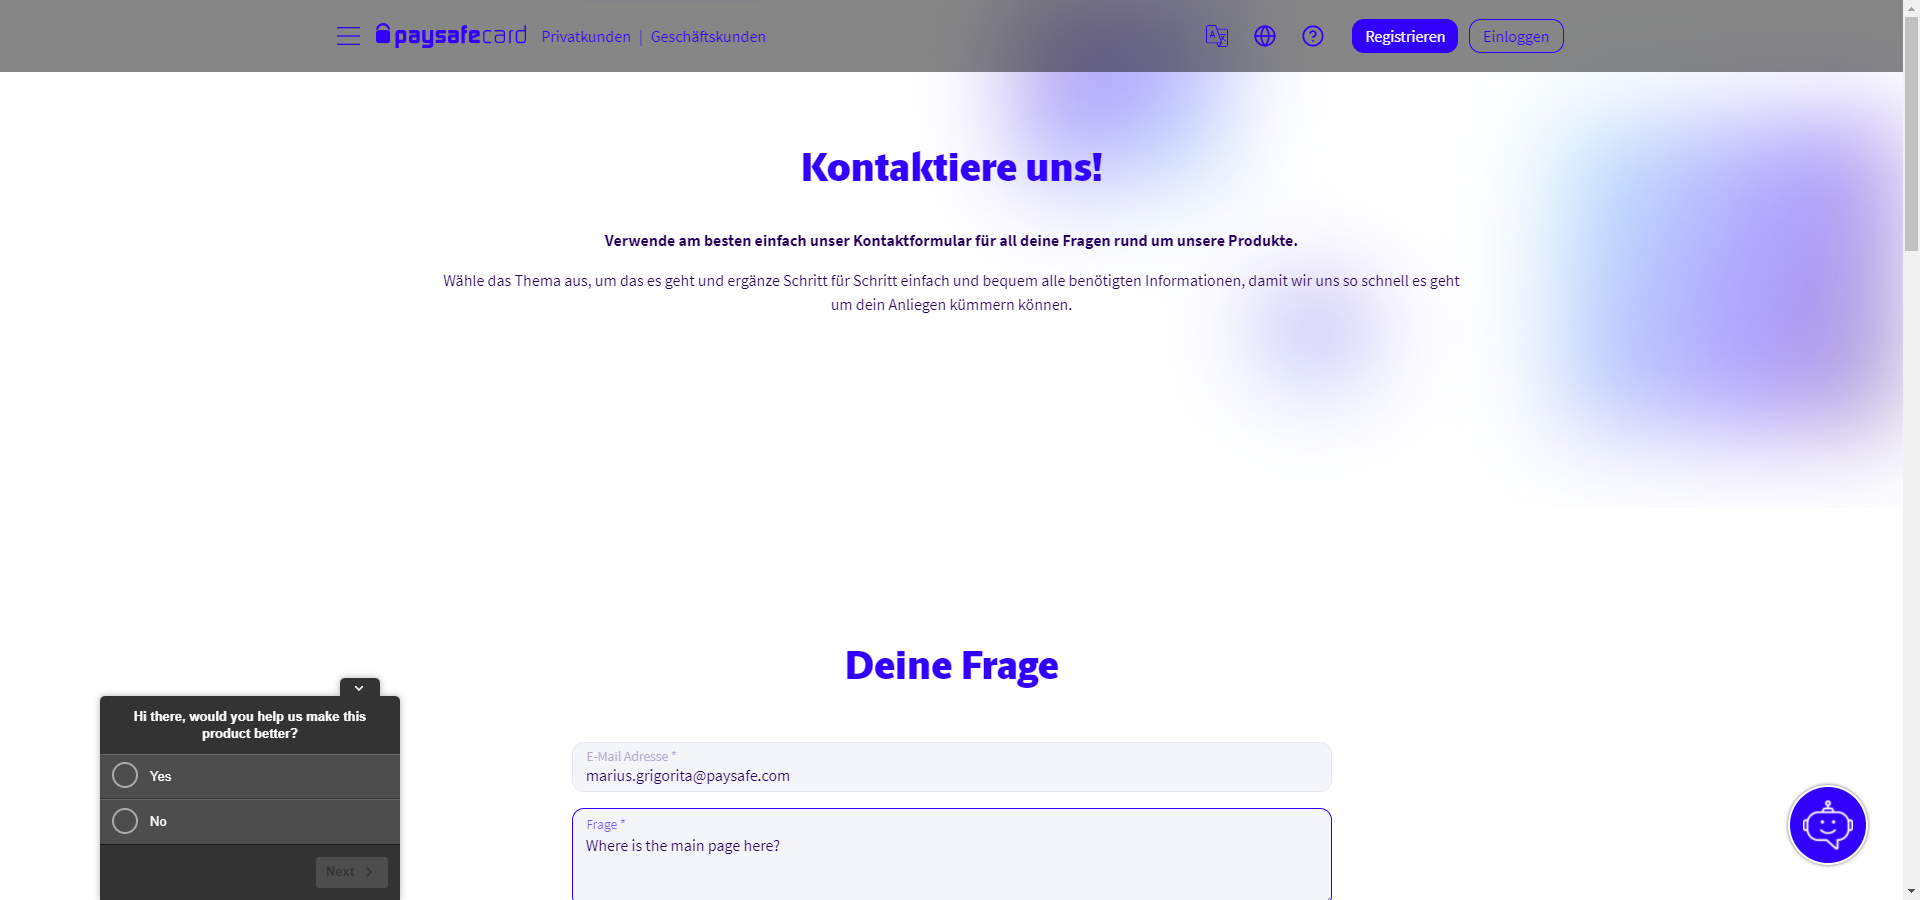 paysafecard
Privatkunden | Geschäftskunden
Registrieren
Einloggen
Kontaktiere uns!
Verwende am besten einfach unser Kontaktformular für all deine Fragen rund um unsere Produkte.
Wähle das Thema aus, um das es geht und ergänze Schritt für Schritt einfach und bequem alle benötigten Informationen, damit wir uns so schnell es geht
um dein Anliegen kümmern können.
Deine Frage
E-Mail Adresse *
marius.grigorita@paysafe.com
Frage *
Where is the main page here?
Hi there, would you help us make this
product better?
Yes
No
Next